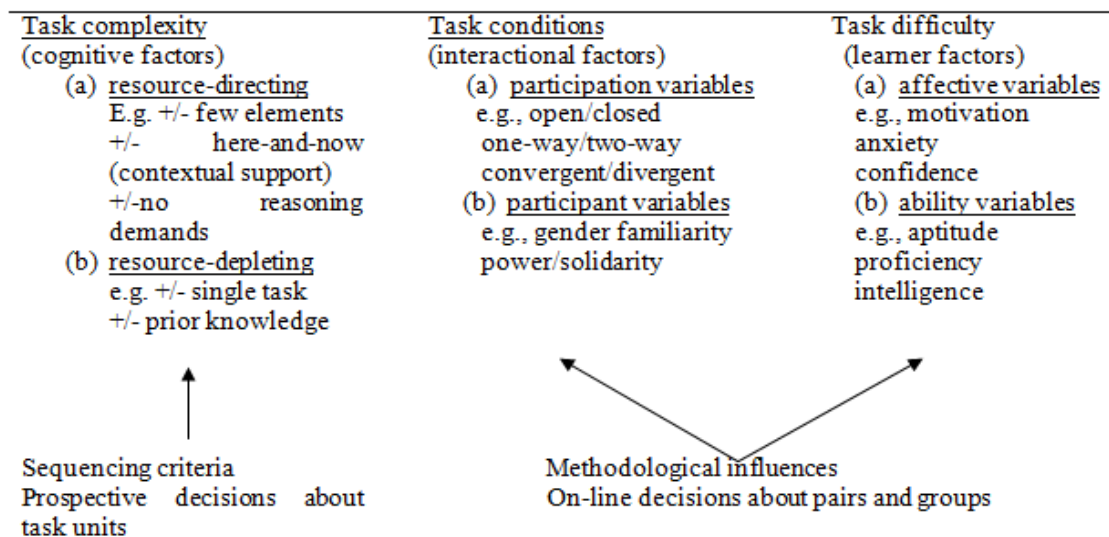 Task complexity
(cognitive factors)
(a) resource-directing
E.g. +/- few elements
+/- here-and-now
(contextual support)
+/-no reasoning
demands
(b) resource-depleting
e.g. +/- single task
+/- prior knowledge
Task conditions
(interactional factors)
(a) participation variables
e.g., open/closed
one-way/two-way
convergent/divergent
(b) participant variables
e.g., gender familiarity
power/solidarity
Task difficulty
(learner factors)
(a) affective variables
e.g., motivation
anxiety
confidence
(b) ability variables
e.g., aptitude
proficiency
intelligence
Sequencing criteria
Prospective decisions about
task units
Methodological influences
On-line decisions about pairs and groups